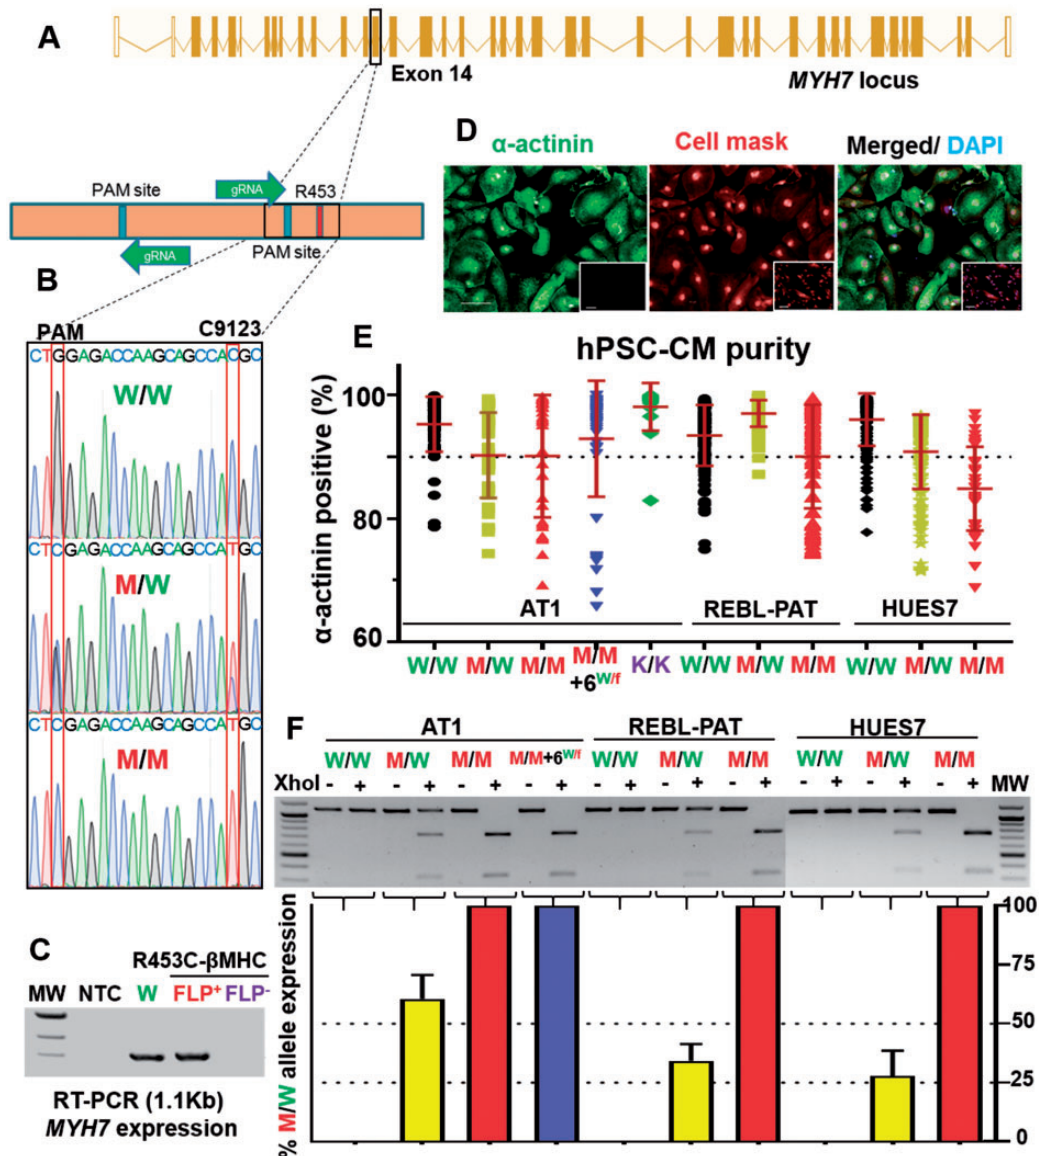 A
Exon 14
MYH7 locus
PAM site
gRNA
R453
gRNA
PAM site
B
PAM
C9123
CTGGAGACCAAGCAGCCACGC
W/W
CTCGAGACCAAGCAGCCATGC
M/W
CTCGAGACCAAGCAGCCATGC
M/M
C
R453C-βMHC
MW NTC W FLP+ FLP-
RT-PCR (1.1Kb)
MYH7 expression
D
α-actinin
Cell mask
Merged/ DAPI
E
hPSC-CM purity
α-actinin positive (%)
100
80
60
AT1 REBL-PAT HUES7
W/W M/W M/M M/M K/K W/W M/W M/M W/W M/W M/M
+6W/f
F
AT1 REBL-PAT HUES7
W/W M/W M/M M/M+6W/f W/W M/W M/M W/W M/W M/M
XhoI - + - + - + - + - + - + - + - + - + - + MW
% M/W allele expression
100
75
50
25
0